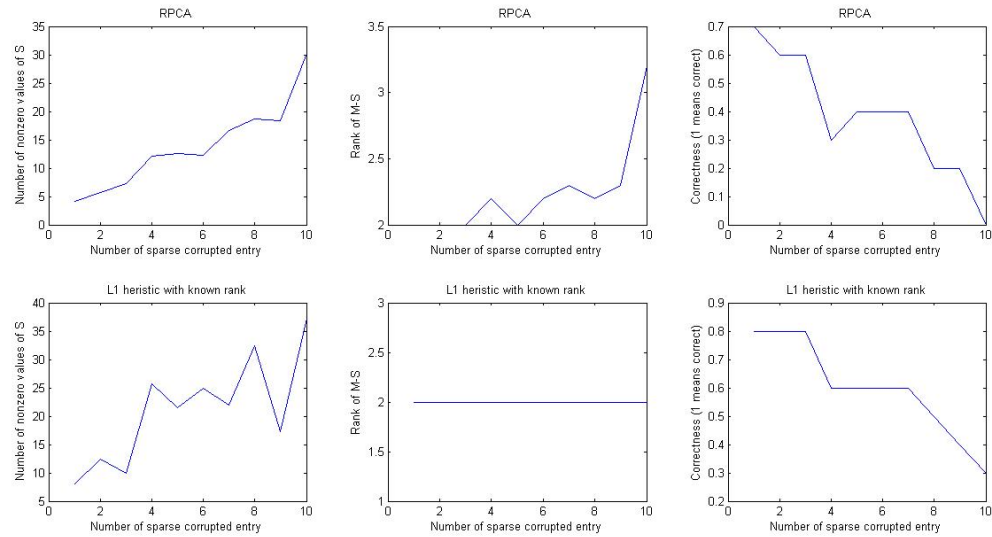 RPCA
Number of nonzero values of S
35
30
25
20
15
10
5
0
0 2 4 6 8 10
Number of sparse corrupted entry
RPCA
Rank of M-S
3.5
3
2.5
2
0 2 4 6 8 10
Number of sparse corrupted entry
RPCA
Correctness (1 means correct)
0.7
0.6
0.5
0.4
0.3
0.2
0.1
0
0 2 4 6 8 10
Number of sparse corrupted entry
L1 heristic with known rank
Number of nonzero values of S
40
35
30
25
20
15
10
5
0 2 4 6 8 10
Number of sparse corrupted entry
L1 heristic with known rank
Rank of M-S
3
2.5
2
1.5
1
0 2 4 6 8 10
Number of sparse corrupted entry
L1 heristic with known rank
Correctness (1 means correct)
0.9
0.8
0.7
0.6
0.5
0.4
0.3
0.2
0 2 4 6 8 10
Number of sparse corrupted entry